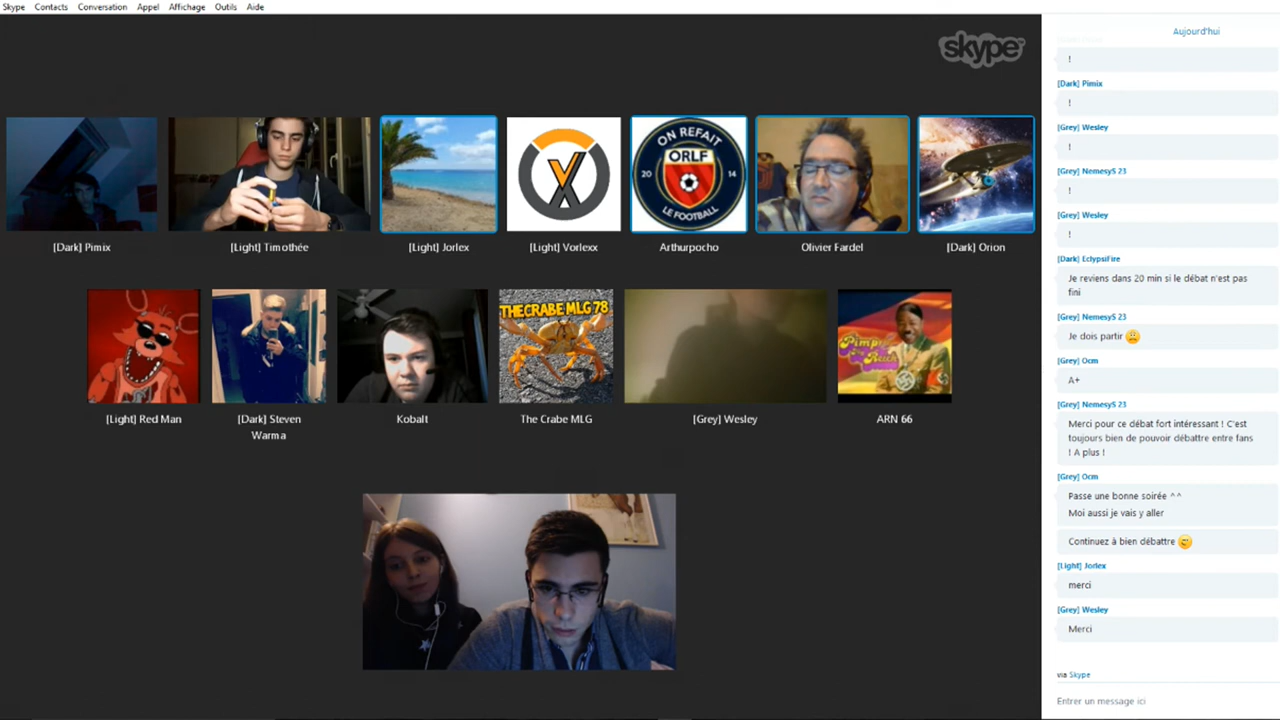 Skype Contacts Conversation Appel Affichage Outils Aide
skype™
[Dark] Pimix
[Light] Timothée
[Light] Jorlex
[Light] Vorlexx
ON REFAIT
ORLF
20 14
LE FOOTBALL
Arthurpocho
Olivier Fardel
[Dark] Orion
[Light] Red Man
[Dark] Steven
Warma
Kobalt
THE CRABE MLG 78
The Crabe MLG
[Grey] Wesley
Pimp
Reich
ARN 66
Aujourd'hui
!
[Dark] Pimix
!
[Grey] Wesley
!
[Grey] NemesyS 23
!
[Grey] Wesley
!
[Dark] EclypsiFire
Je reviens dans 20 min si le débat n'est pas
fini
[Grey] NemesyS 23
Je dois partir
[Grey] Ocm
A+
[Grey] NemesyS 23
Merci pour ce débat fort intéressant ! C'est
toujours bien de pouvoir débattre entre fans
! A plus !
[Grey] Ocm
Passe une bonne soirée ^^
Moi aussi je vais y aller
Continuez à bien débattre
[Light] Jorlex
merci
[Grey] Wesley
Merci
via Skype
Entrer un message ici